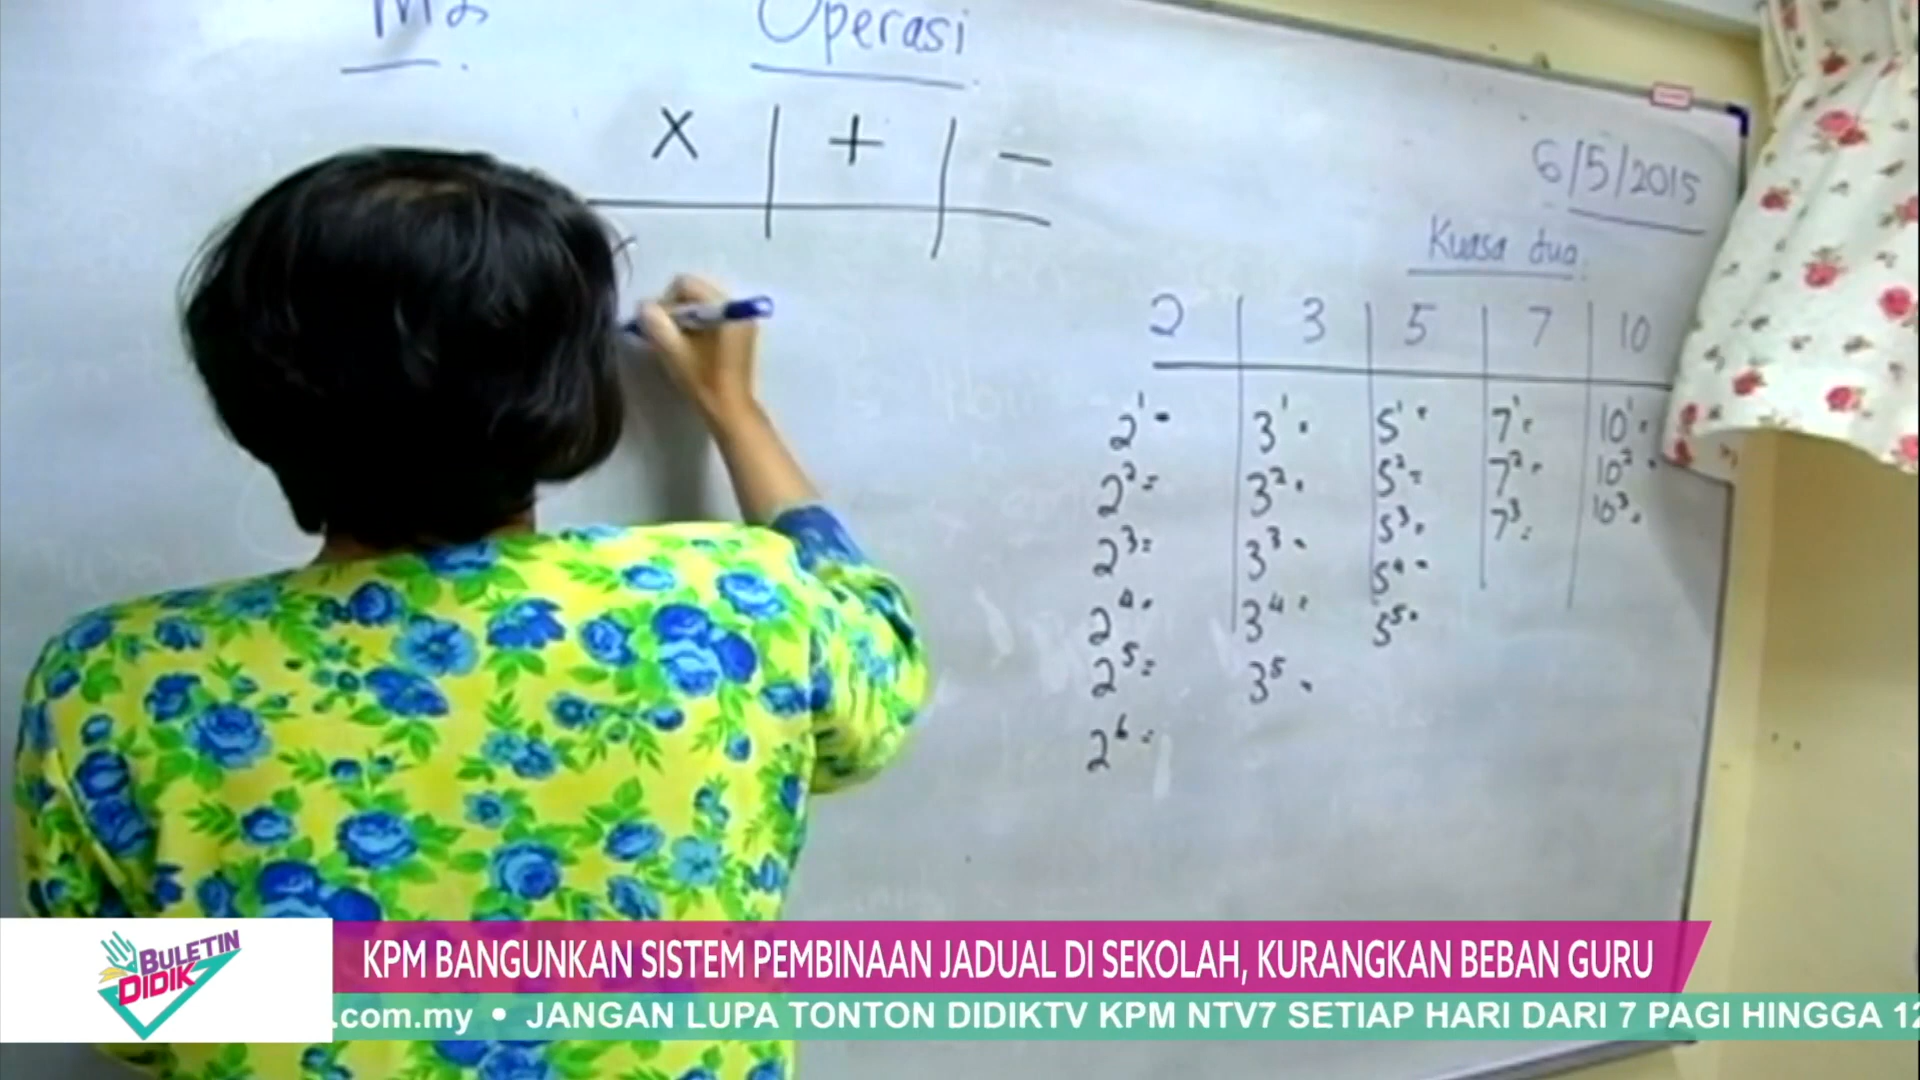 Operasi
x + -
6/5/2015
Kuasa dua
2 3 5 7 10
2¹ 3¹ 5¹ 7¹ 10¹
2² = 3² 5² = 7² 10²
2³ = 3³ 5³ 7³ 10³
2⁴ 3⁴ 5⁴
2⁵ = 3⁵ 5⁵
2⁶ =
BULETIN
DIDIK
KPM BANGUNKAN SISTEM PEMBINAAN JADUAL DI SEKOLAH, KURANGKAN BEBAN GURU
.com.my • JANGAN LUPA TONTON DIDIKTV KPM NTV7 SETIAP HARI DARI 7 PAGI HINGGA 12